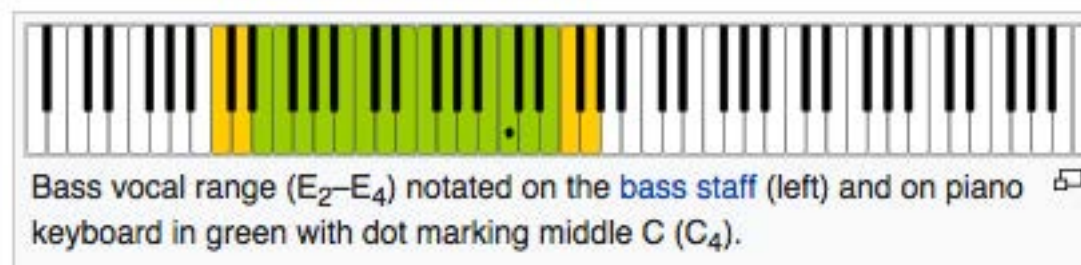 Bass vocal range (E₂–E₄) notated on the bass staff (left) and on piano
keyboard in green with dot marking middle C (C₄).